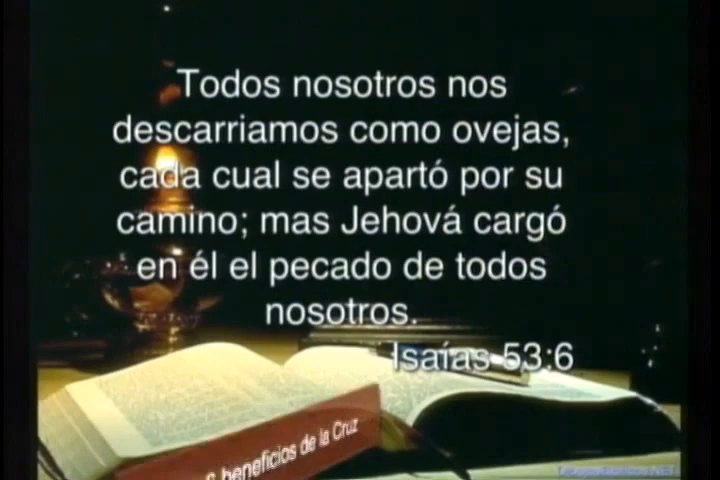 Todos nosotros nos
descarriamos como ovejas,
cada cual se apartó por su
camino; mas Jehová cargó
en él el pecado de todos
nosotros.
Isaías 53:6
beneficios de la Cruz